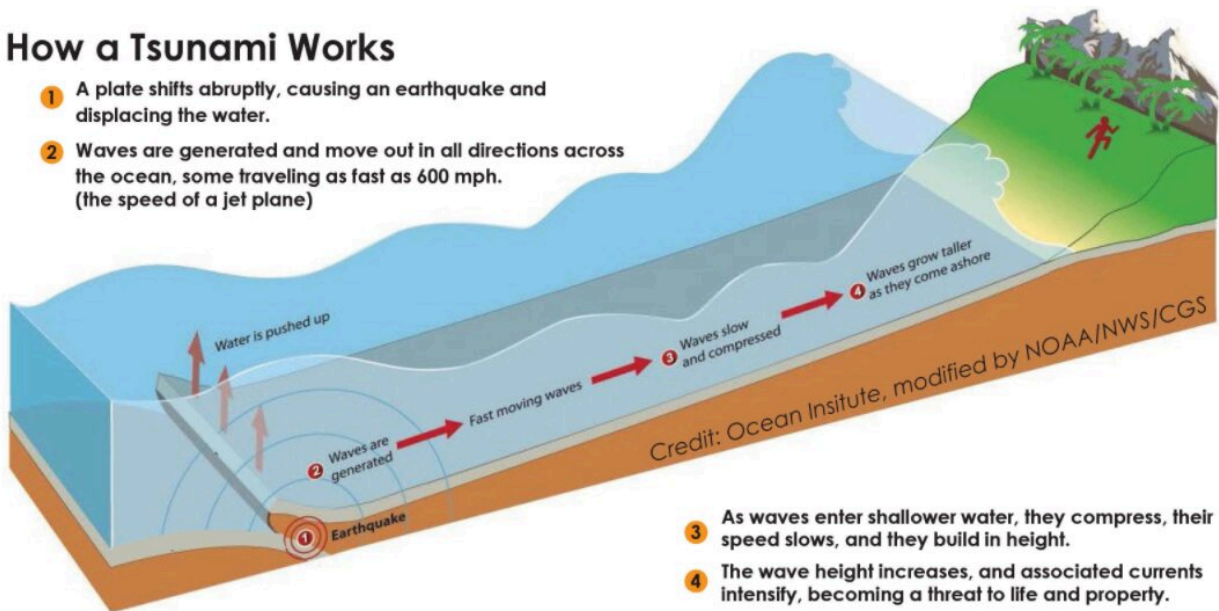 How a Tsunami Works
1 A plate shifts abruptly, causing an earthquake and
displacing the water.
2 Waves are generated and move out in all directions across
the ocean, some traveling as fast as 600 mph.
(the speed of a jet plane)
Water is pushed up
1
Earthquake
2 Waves are
generated
Fast moving waves
3 Waves slow
and compressed
4 Waves grow taller
as they come ashore
Credit: Ocean Insitute, modified by NOAA/NWS/CGS
3 As waves enter shallower water, they compress, their
speed slows, and they build in height.
4 The wave height increases, and associated currents
intensify, becoming a threat to life and property.